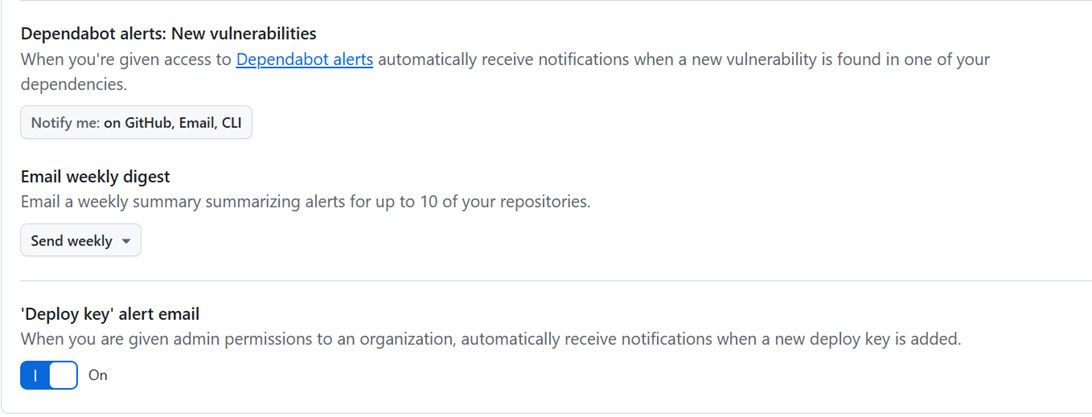 Dependabot alerts: New vulnerabilities
When you're given access to Dependabot alerts automatically receive notifications when a new vulnerability is found in one of your
dependencies.
Notify me: on GitHub, Email, CLI
Email weekly digest
Email a weekly summary summarizing alerts for up to 10 of your repositories.
Send weekly
'Deploy key' alert email
When you are given admin permissions to an organization, automatically receive notifications when a new deploy key is added.
On